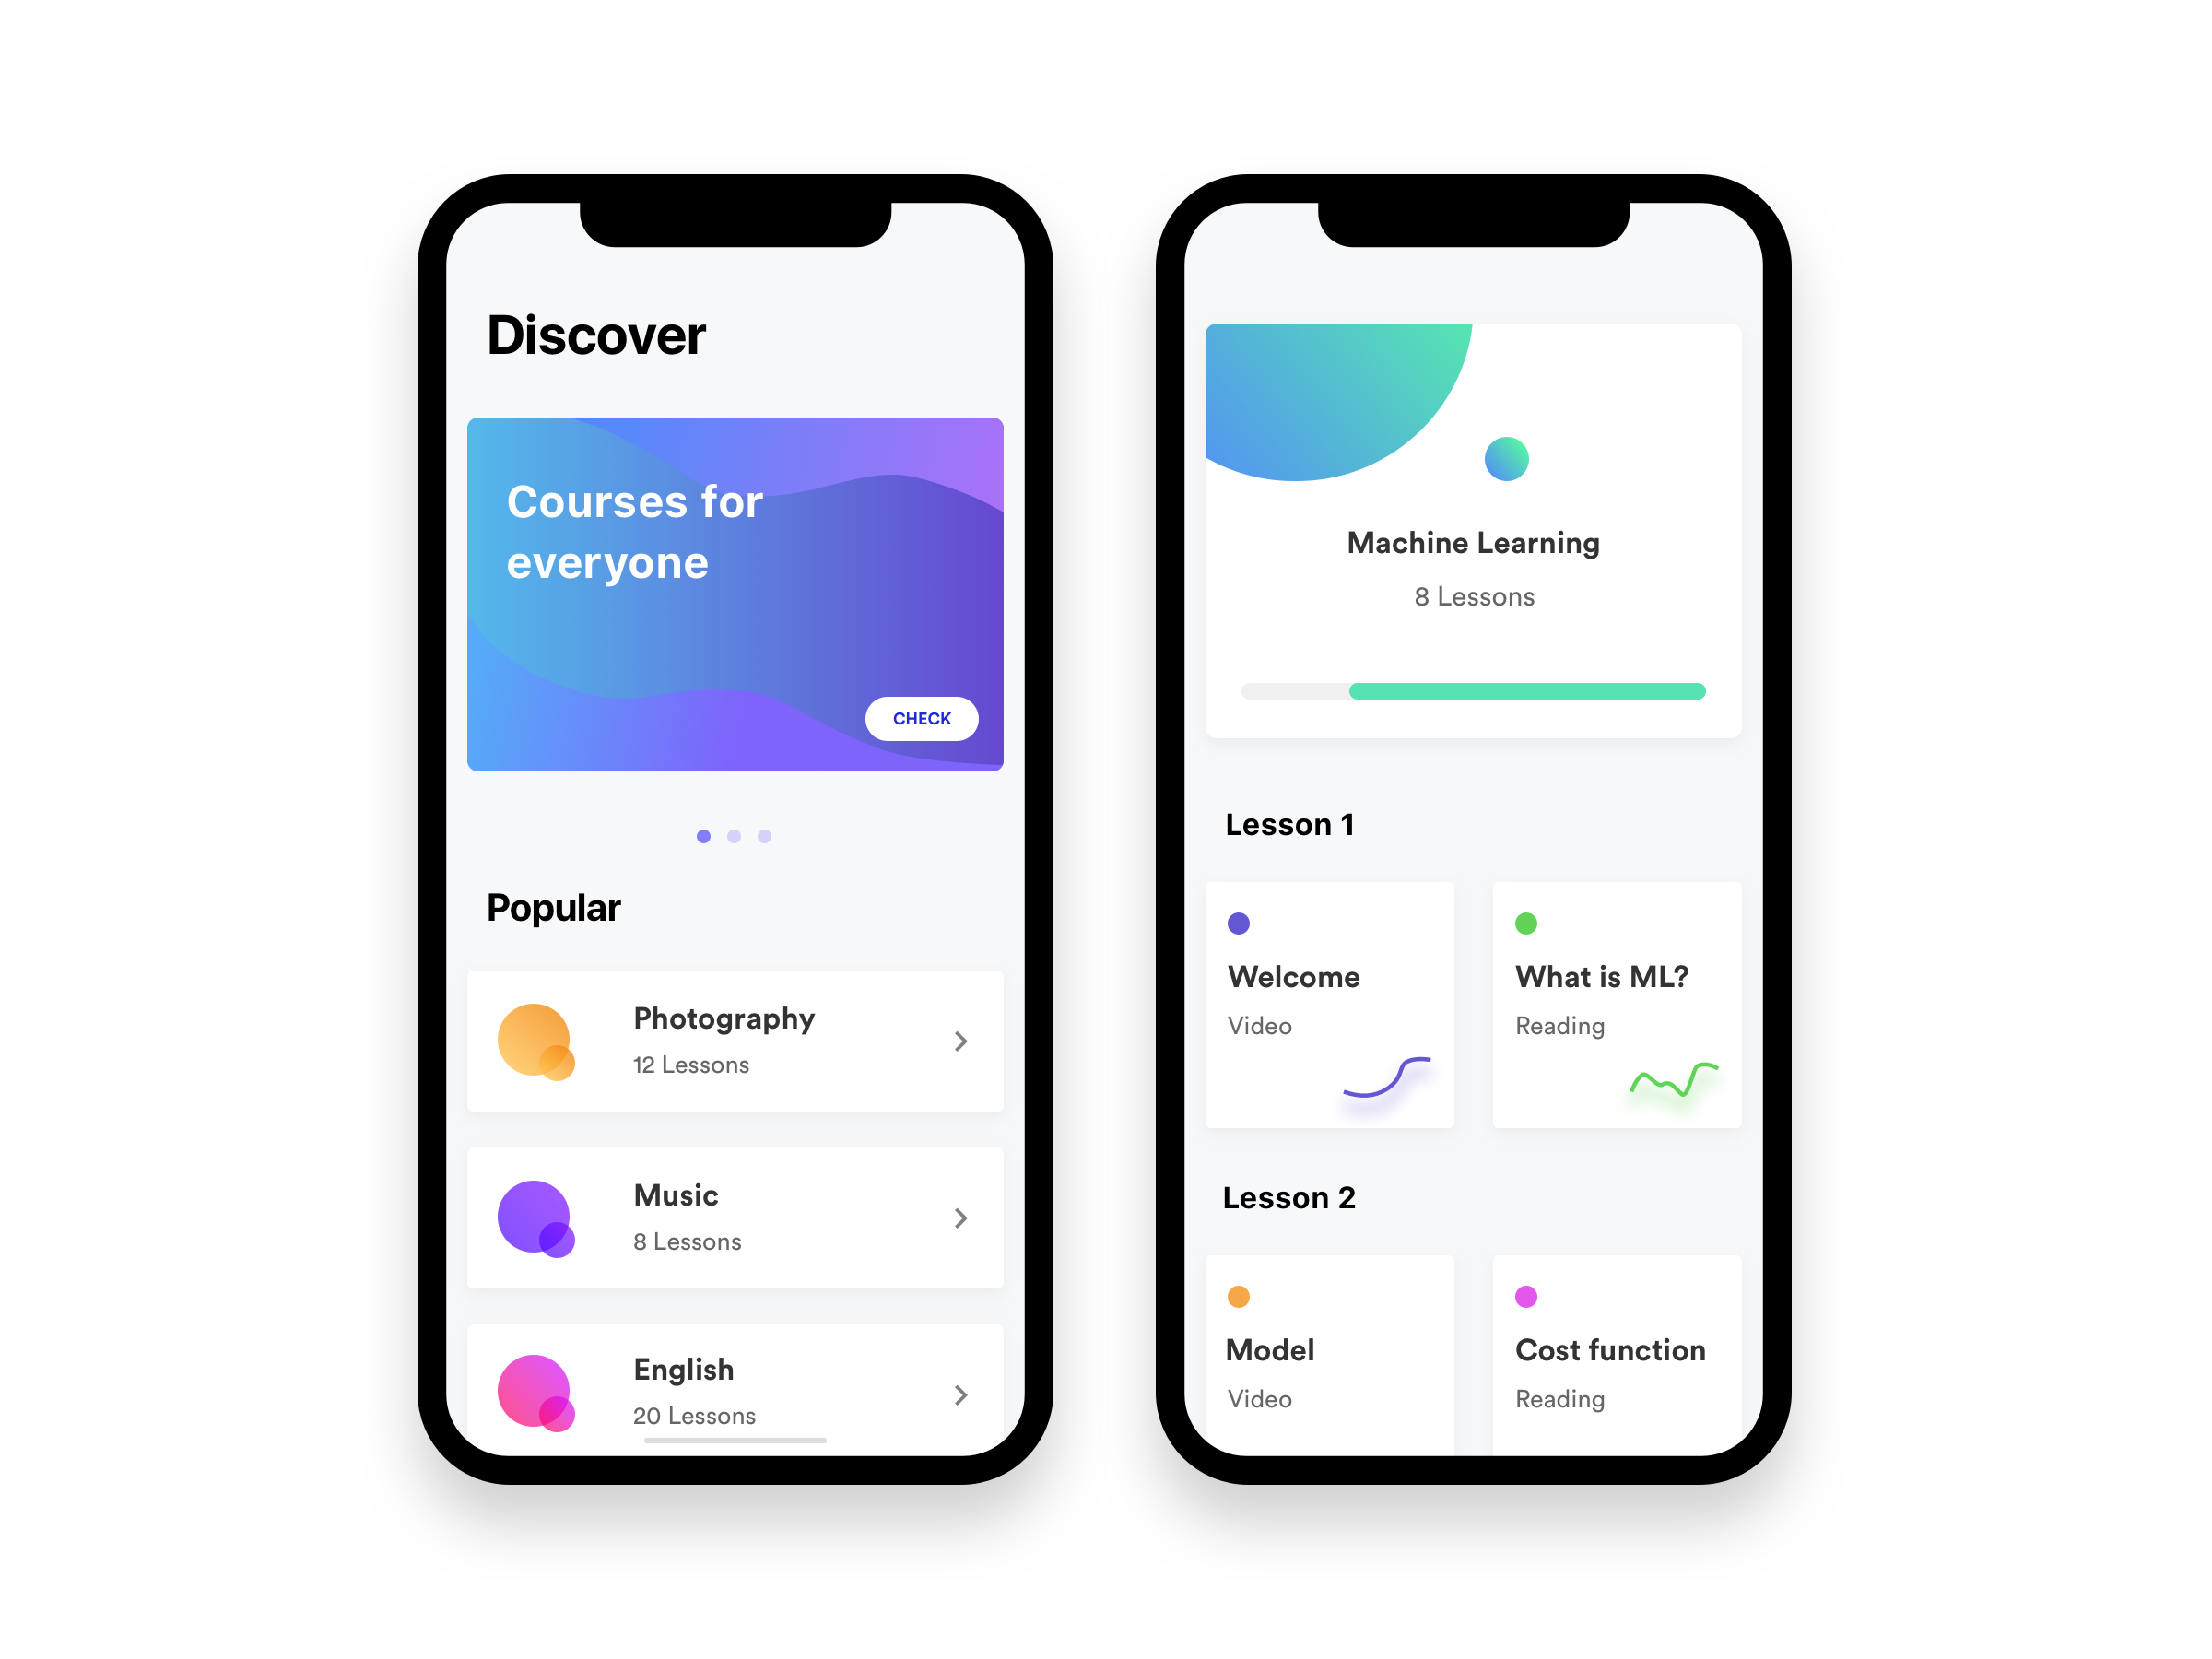 Discover
Courses for
everyone
CHECK
Popular
Photography
12 Lessons
Music
8 Lessons
English
20 Lessons
Machine Learning
8 Lessons
Lesson 1
Welcome
Video
What is ML?
Reading
Lesson 2
Model
Video
Cost function
Reading